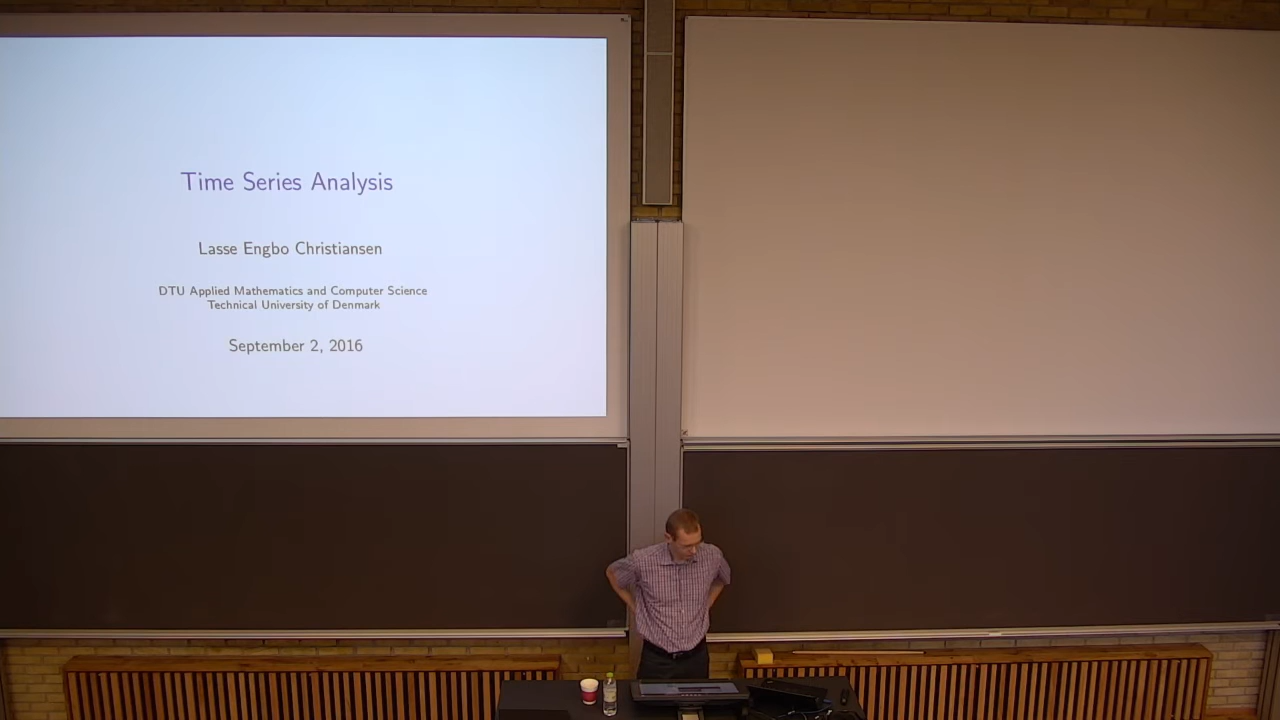 Time Series Analysis
Lasse Engbo Christiansen
DTU Applied Mathematics and Computer Science
Technical University of Denmark
September 2, 2016